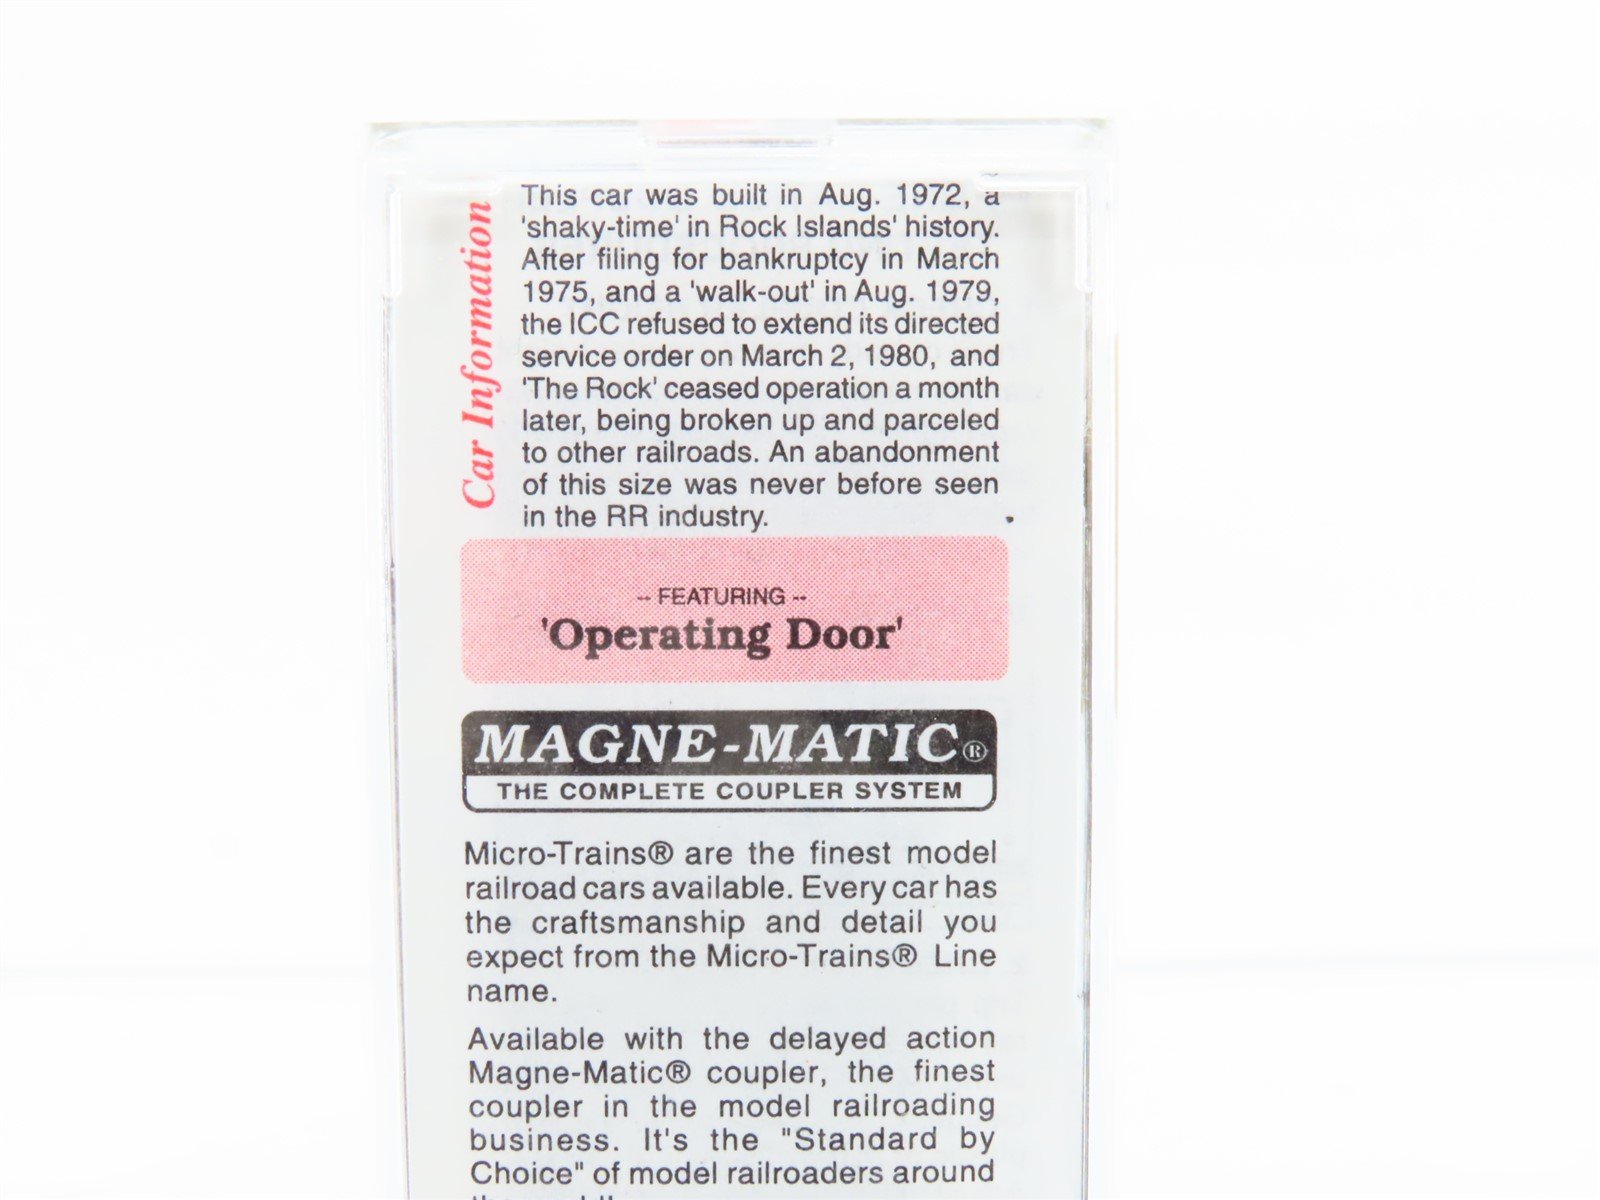 Car Information
This car was built in Aug. 1972, a
'shaky-time' in Rock Islands' history.
After filing for bankruptcy in March
1975, and a 'walk-out' in Aug. 1979,
the ICC refused to extend its directed
service order on March 2, 1980, and
'The Rock' ceased operation a month
later, being broken up and parceled
to other railroads. An abandonment
of this size was never before seen
in the RR industry.
-- FEATURING --
'Operating Door'
MAGNE-MATIC®
THE COMPLETE COUPLER SYSTEM
Micro-Trains® are the finest model
railroad cars available. Every car has
the craftsmanship and detail you
expect from the Micro-Trains® Line
name.
Available with the delayed action
Magne-Matic® coupler, the finest
coupler in the model railroading
business. It's the "Standard by
Choice" of model railroaders around